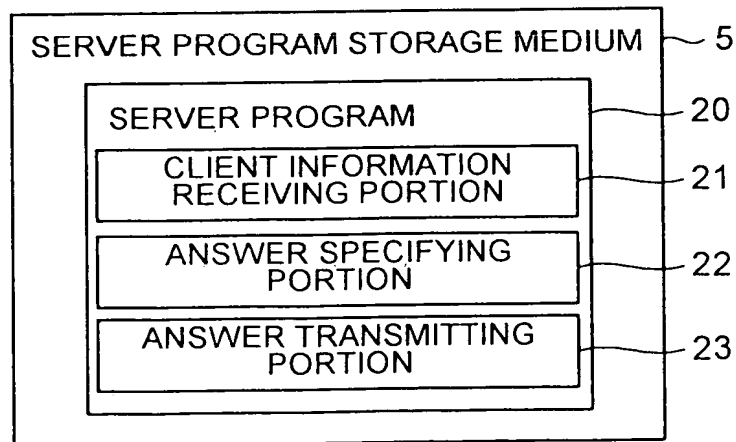 SERVER PROGRAM STORAGE MEDIUM 5
SERVER PROGRAM 20
CLIENT INFORMATION
RECEIVING PORTION 21
ANSWER SPECIFYING
PORTION 22
ANSWER TRANSMITTING
PORTION 23